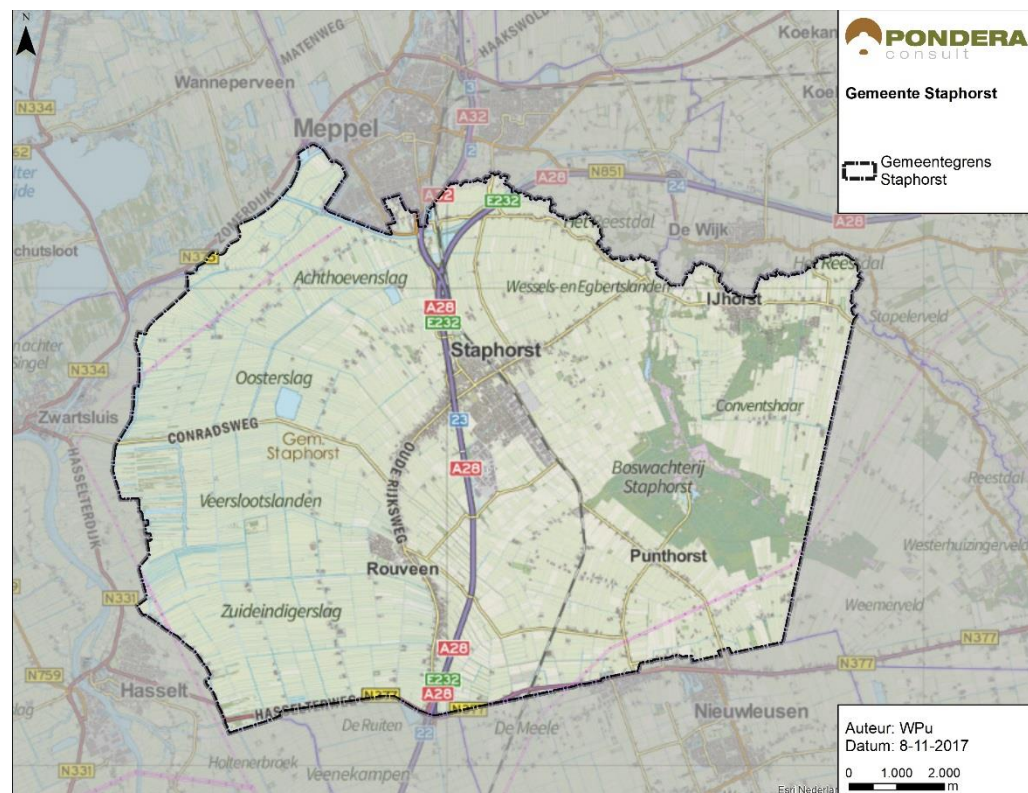 N
PONDERA
consult
Gemeente Staphorst
Gemeentegrens
Staphorst
MATENWEG
HAAKSWOLD
Koekan
Wanneperveen
N334
A32
Meppel
2
N851
A28
24
A28
ZOMERDIJK
E232
Het Reestdal
De Wijk
Het Reestdal
Achthoevenslag
Wessels- en Egbertslanden
IJhorst
A28
E232
Stapelerveld
Staphorst
N334
Oosterslag
Conventshaar
Zwartsluis
CONRADSWEG
23
Gem.
Staphorst
OUDE RIJKSWEG
A28
Boswachterij
Staphorst
Reestdal
HASSELTERDIJK
Veerslootslanden
Punthorst
Westerhuizingerveld
Rouveen
N331
Zuideindigerslag
Weemerveld
A28
N377
N759
Hasselt
E232
N377
N377
A28
HASSELTERWEG
De Ruiten
22
De Meele
Nieuwleusen
Holtenerbroek
N331
Veenekampen
Auteur: WPu
Datum: 8-11-2017
0 1.000 2.000
m
Esri Nederlan